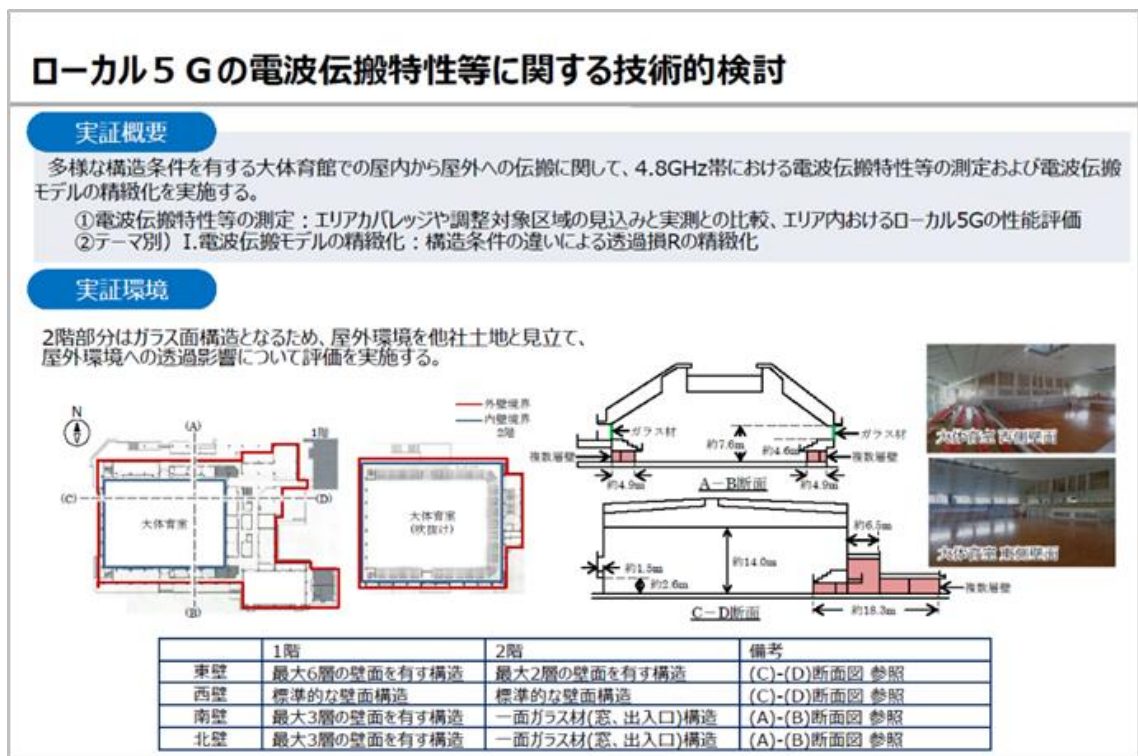 ローカル5Gの電波伝搬特性等に関する技術的検討
実証概要
多様な構造条件を有する大体育館での屋内から屋外への伝搬に関して、4.8GHz帯における電波伝搬特性等の測定および電波伝搬
モデルの精緻化を実施する。
①電波伝搬特性等の測定：エリアカバレッジや調整対象区域の見込みと実測との比較、エリア内おけるローカル5Gの性能評価
②テーマ別）Ⅰ.電波伝搬モデルの精緻化：構造条件の違いによる透過損Rの精緻化
実証環境
2階部分はガラス面構造となるため、屋外環境を他社土地と見立て、
屋外環境への透過影響について評価を実施する。
N
(A)
1階
(C)
(D)
大体育室
(B)
外壁境界
内壁境界
2階
大体育室
(吹抜け)
ガラス材
ガラス材
約7.6m
約4.6m
複数層壁
複数層壁
約4.9m
A－B断面
約4.9m
約6.5m
約14.0m
約2.6m
複数層壁
C－D断面
約18.3m
大体育室 西側壁面
大体育室 東側壁面
1階 2階 備考
東壁 最大6層の壁面を有す構造 最大2層の壁面を有す構造 (C)-(D)断面図 参照
西壁 標準的な壁面構造 標準的な壁面構造 (C)-(D)断面図 参照
南壁 最大3層の壁面を有す構造 一面ガラス材(窓、出入口)構造 (A)-(B)断面図 参照
北壁 最大3層の壁面を有す構造 一面ガラス材(窓、出入口)構造 (A)-(B)断面図 参照